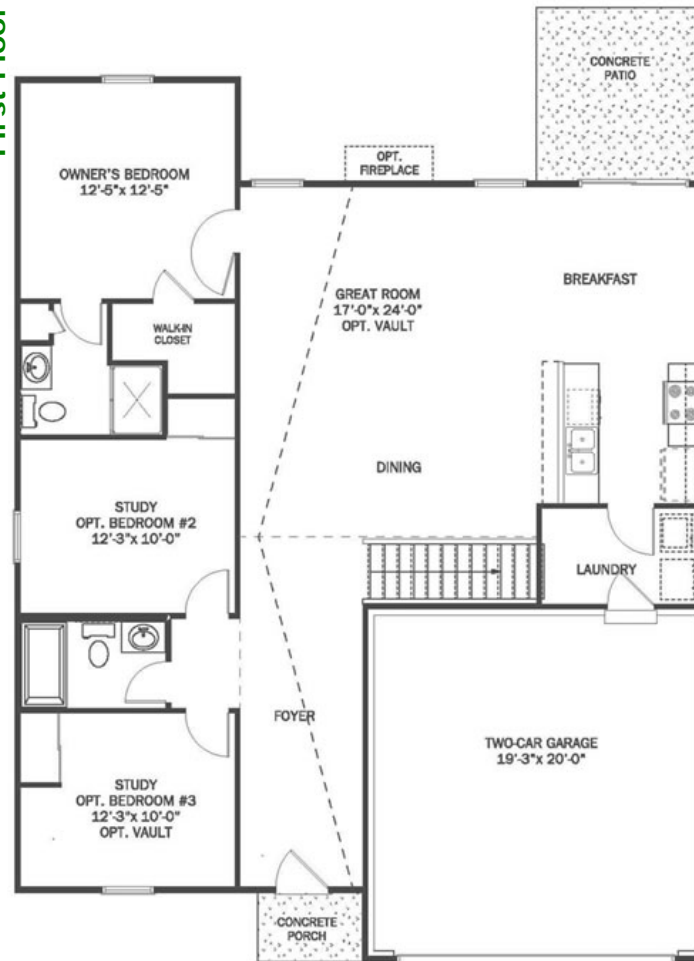 First Floor
CONCRETE
PATIO
OPT.
FIREPLACE
OWNER'S BEDROOM
12'-5"x 12'-5"
BREAKFAST
GREAT ROOM
17'-0"x 24'-0"
OPT. VAULT
WALK-IN
CLOSET
DINING
STUDY
OPT. BEDROOM #2
12'-3"x 10'-0"
LAUNDRY
FOYER
TWO-CAR GARAGE
19'-3"x 20'-0"
STUDY
OPT. BEDROOM #3
12'-3"x 10'-0"
OPT. VAULT
CONCRETE
PORCH